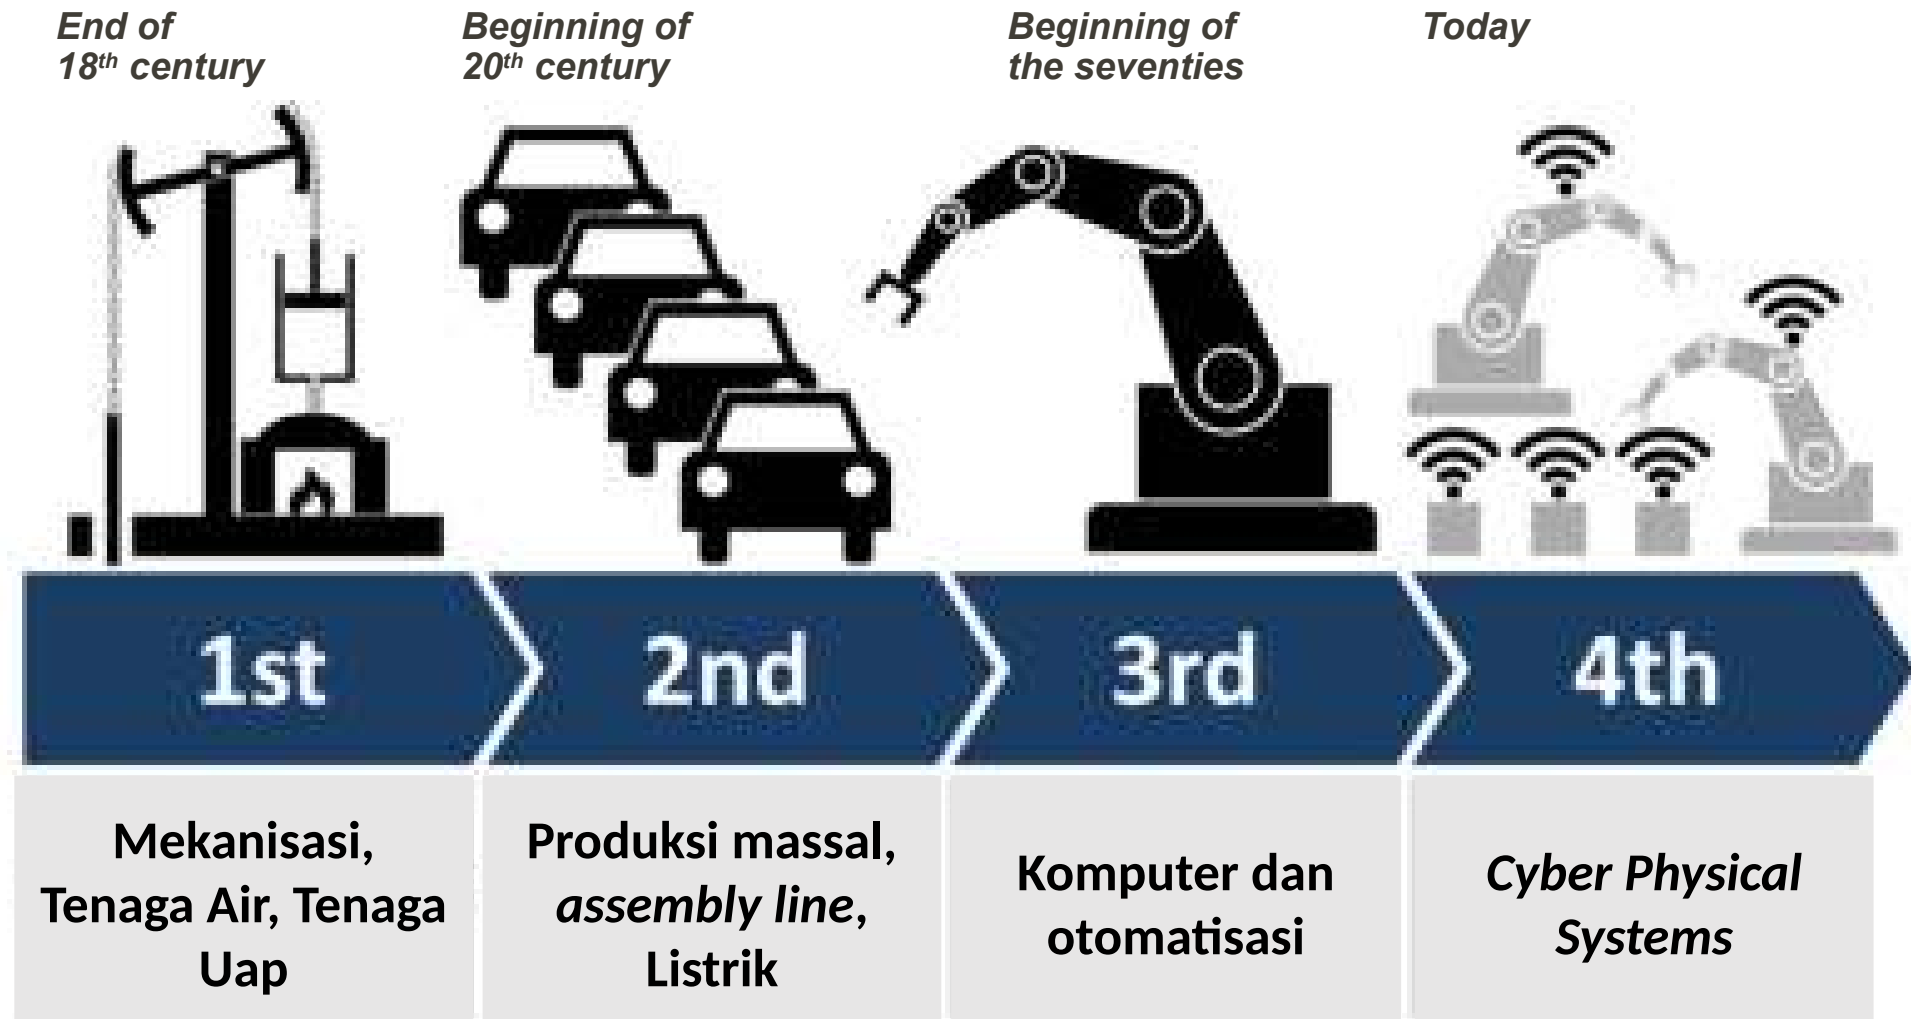 End of
18th century
Beginning of
20th century
Beginning of
the seventies
Today
1st
2nd
3rd
4th
Mekanisasi,
Tenaga Air, Tenaga
Uap
Produksi massal,
assembly line,
Listrik
Komputer dan
otomatisasi
Cyber Physical
Systems